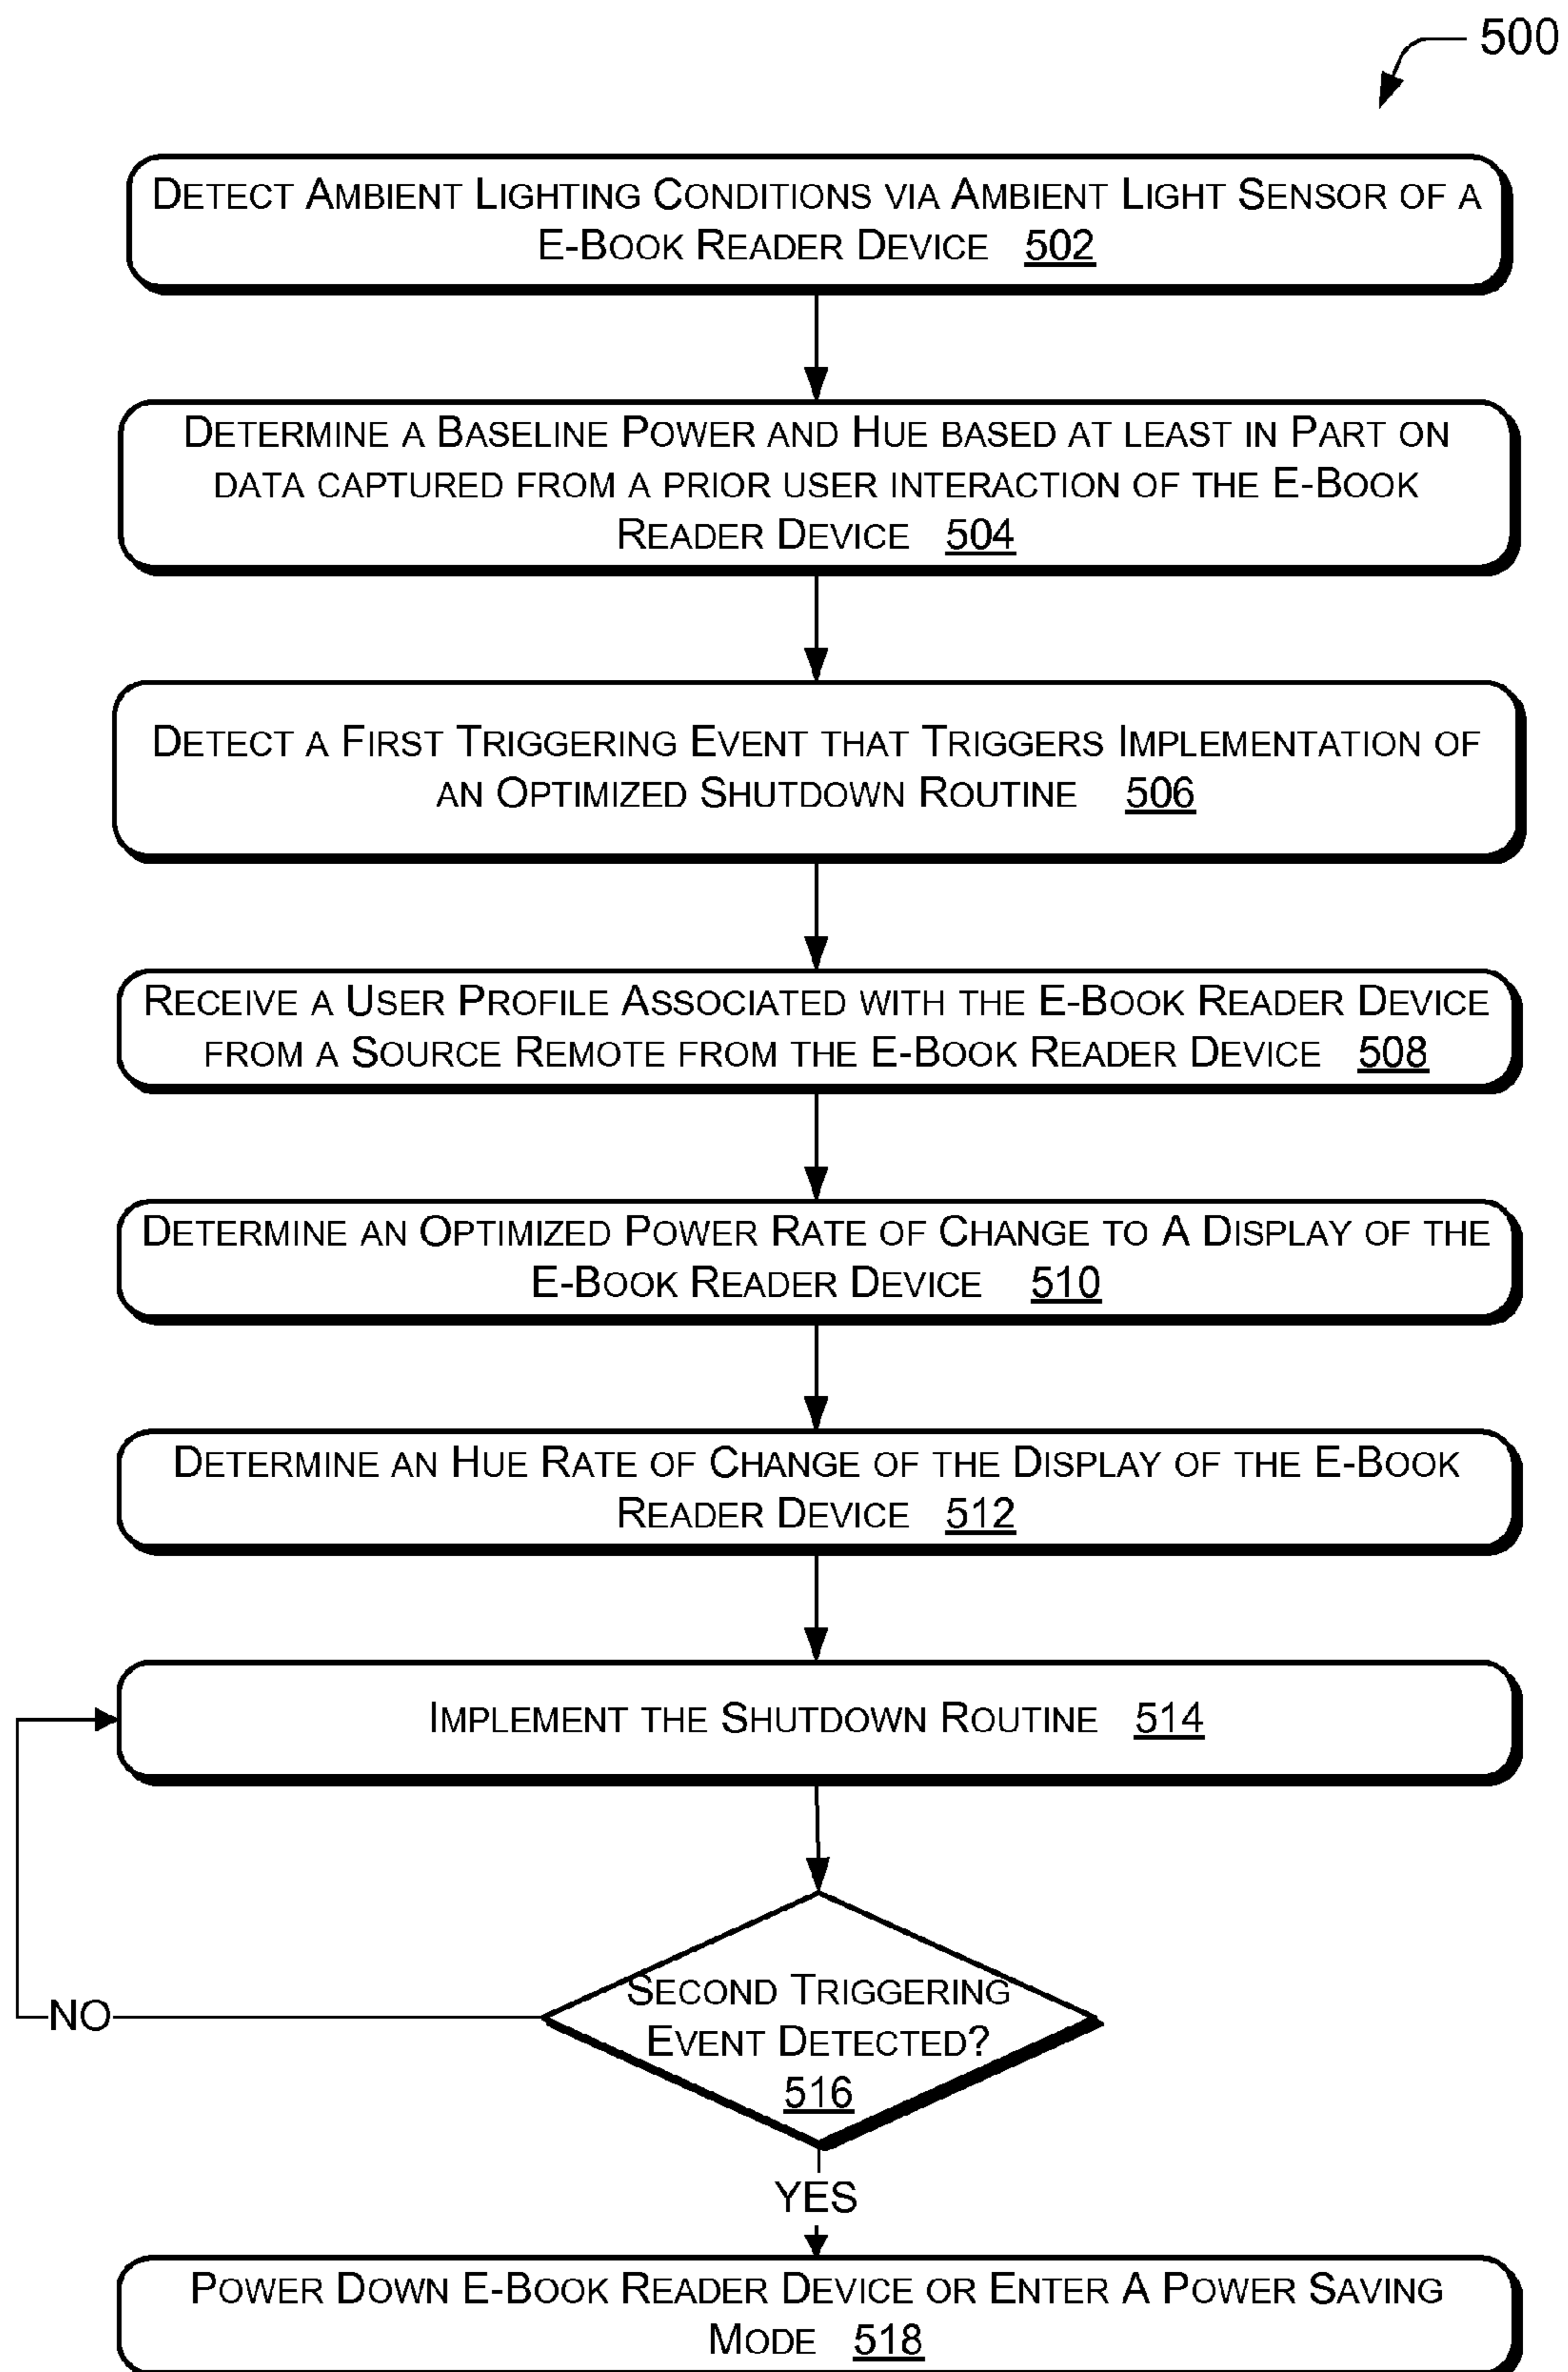 500
DETECT AMBIENT LIGHTING CONDITIONS VIA AMBIENT LIGHT SENSOR OF A
E-BOOK READER DEVICE 502
DETERMINE A BASELINE POWER AND HUE BASED AT LEAST IN PART ON
DATA CAPTURED FROM A PRIOR USER INTERACTION OF THE E-BOOK
READER DEVICE 504
DETECT A FIRST TRIGGERING EVENT THAT TRIGGERS IMPLEMENTATION OF
AN OPTIMIZED SHUTDOWN ROUTINE 506
RECEIVE A USER PROFILE ASSOCIATED WITH THE E-BOOK READER DEVICE
FROM A SOURCE REMOTE FROM THE E-BOOK READER DEVICE 508
DETERMINE AN OPTIMIZED POWER RATE OF CHANGE TO A DISPLAY OF THE
E-BOOK READER DEVICE 510
DETERMINE AN HUE RATE OF CHANGE OF THE DISPLAY OF THE E-BOOK
READER DEVICE 512
IMPLEMENT THE SHUTDOWN ROUTINE 514
SECOND TRIGGERING
EVENT DETECTED?
516
NO
YES
POWER DOWN E-BOOK READER DEVICE OR ENTER A POWER SAVING
MODE 518